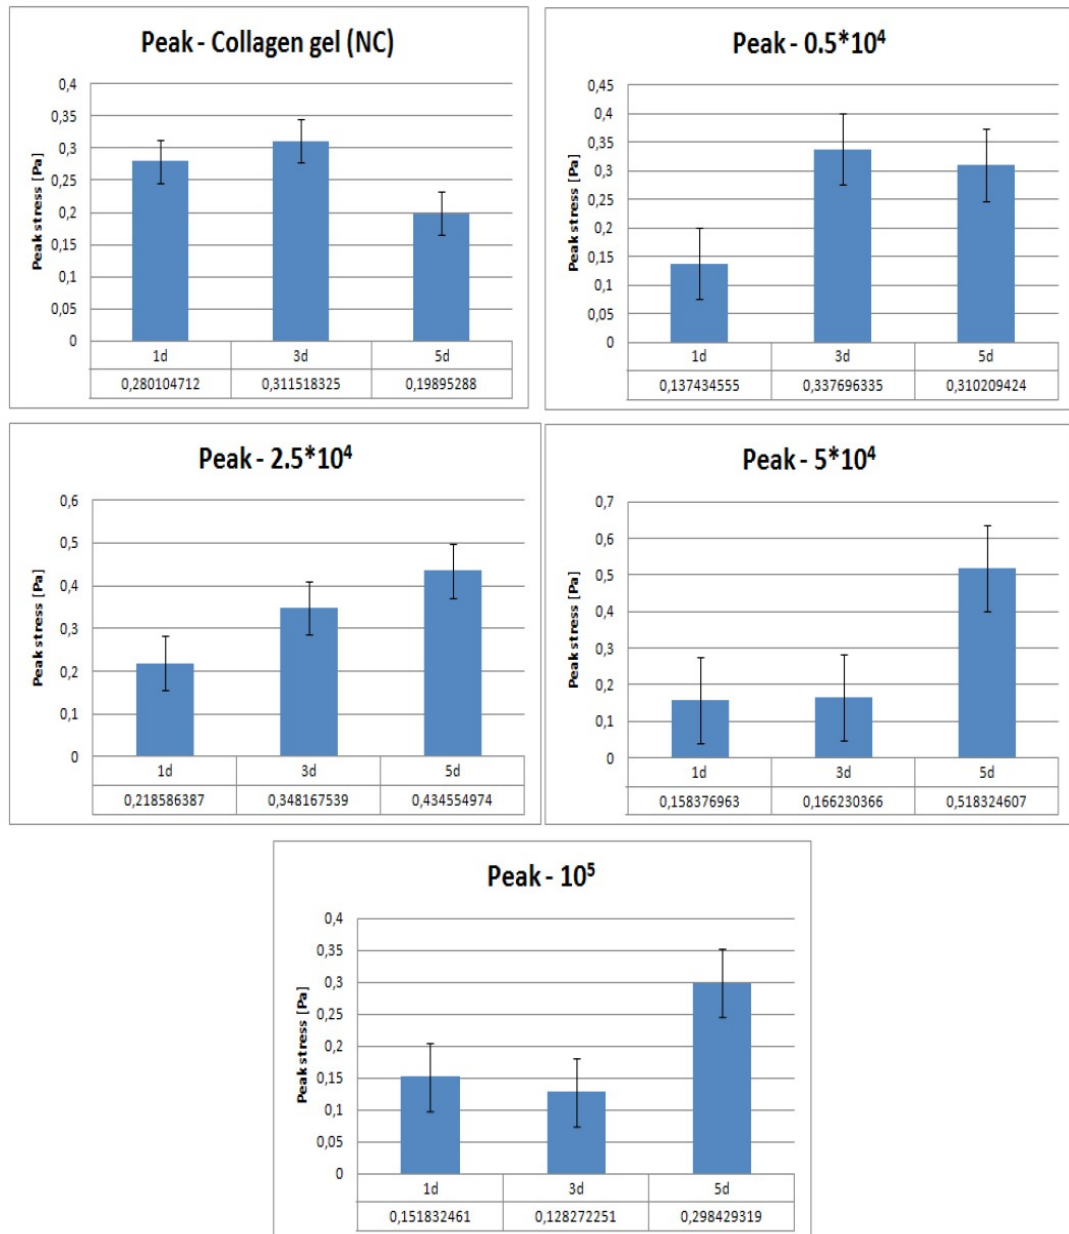 Peak - Collagen gel (NC)
Peak stress [Pa]
0,4
0,35
0,3
0,25
0,2
0,15
0,1
0,05
0
1d 3d 5d
0,280104712 0,311518325 0,19895288
Peak - 0.5*10⁴
Peak stress [Pa]
0,45
0,4
0,35
0,3
0,25
0,2
0,15
0,1
0,05
0
1d 3d 5d
0,137434555 0,337696335 0,310209424
Peak - 2.5*10⁴
Peak stress [Pa]
0,6
0,5
0,4
0,3
0,2
0,1
0
1d 3d 5d
0,218586387 0,348167539 0,434554974
Peak - 5*10⁴
Peak stress [Pa]
0,7
0,6
0,5
0,4
0,3
0,2
0,1
0
1d 3d 5d
0,158376963 0,166230366 0,518324607
Peak - 10⁵
Peak stress [Pa]
0,4
0,35
0,3
0,25
0,2
0,15
0,1
0,05
0
1d 3d 5d
0,151832461 0,128272251 0,298429319